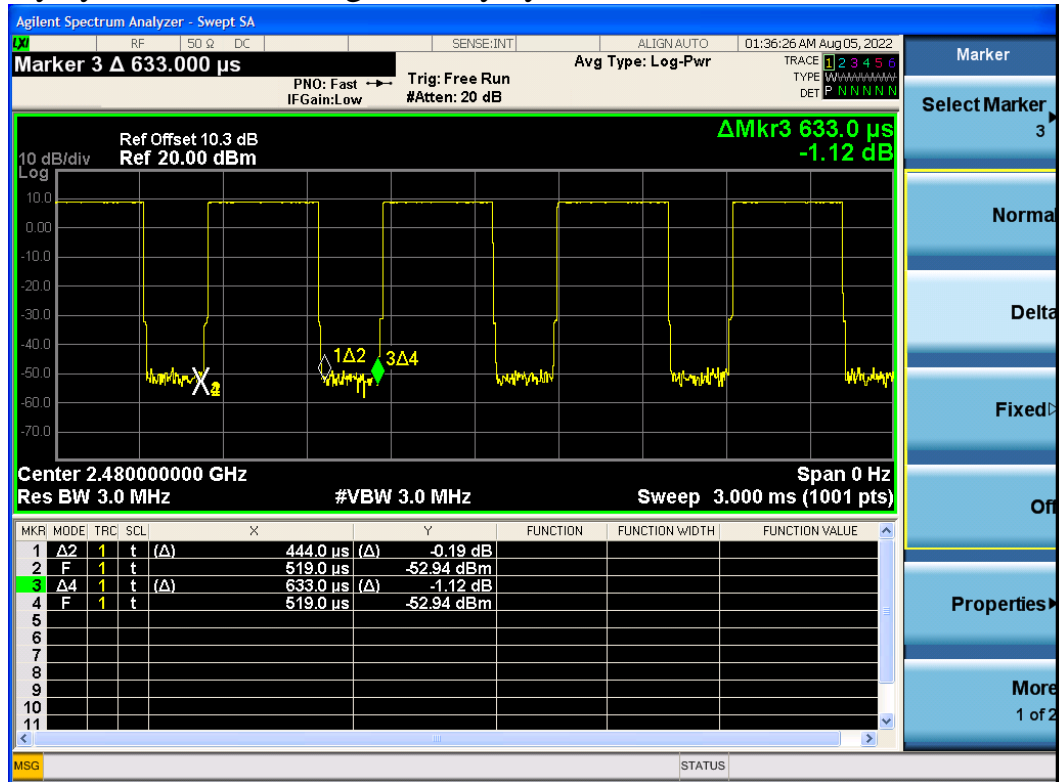 Agilent Spectrum Analyzer - Swept SA
LXI RF 50 Ω DC SENSE:INT ALIGN AUTO 01:36:26 AM Aug 05, 2022
Marker 3 Δ 633.000 µs
PNO: Fast
IFGain:Low
Trig: Free Run
#Atten: 20 dB
Avg Type: Log-Pwr
TRACE 1 2 3 4 5 6
TYPE WWWWWW
DET P N N N N N
ΔMkr3 633.0 µs
-1.12 dB
Ref Offset 10.3 dB
10 dB/div Ref 20.00 dBm
Log
10.0
0.00
-10.0
-20.0
-30.0
-40.0
-50.0
-60.0
-70.0
1Δ2 3Δ4
Center 2.480000000 GHz Span 0 Hz
Res BW 3.0 MHz #VBW 3.0 MHz Sweep 3.000 ms (1001 pts)
MKR MODE TRC SCL X Y FUNCTION FUNCTION WIDTH FUNCTION VALUE
1 Δ2 1 t (Δ) 444.0 µs (Δ) -0.19 dB
2 F 1 t 519.0 µs -52.94 dBm
3 Δ4 1 t (Δ) 633.0 µs (Δ) -1.12 dB
4 F 1 t 519.0 µs -52.94 dBm
5
6
7
8
9
10
11
MSG STATUS
Marker
Select Marker
3
Normal
Delta
Fixed
Off
Properties
More
1 of 2